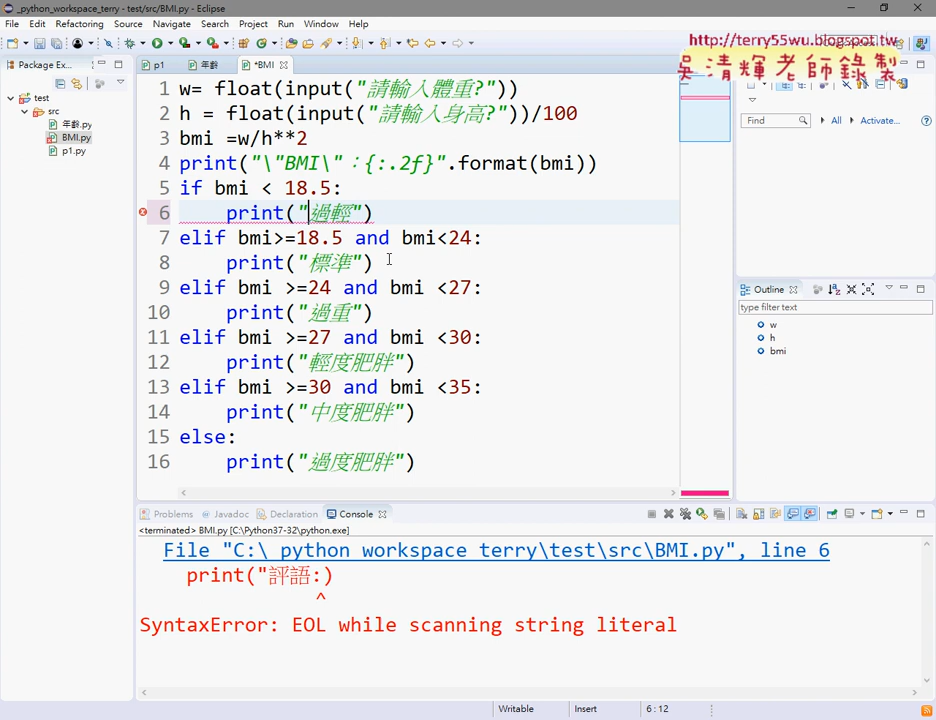 _python_workspace_terry - test/src/BMI.py - Eclipse
File Edit Refactoring Source Navigate Search Project Run Window Help
http://terry55wu.blogspot.tw
吳清輝老師錄製
Package Ex...
p1
年齡
*BMI
test
src
年齡.py
BMI.py
p1.py
1 w= float(input("請輸入體重?"))
2 h = float(input("請輸入身高?"))/100
3 bmi =w/h**2
4 print("\"BMI\"：{:.2f}".format(bmi))
5 if bmi < 18.5:
6 print("過輕")
7 elif bmi>=18.5 and bmi<24:
8 print("標準")
9 elif bmi >=24 and bmi <27:
10 print("過重")
11 elif bmi >=27 and bmi <30:
12 print("輕度肥胖")
13 elif bmi >=30 and bmi <35:
14 print("中度肥胖")
15 else:
16 print("過度肥胖")
Find All Activate...
Outline
type filter text
w
h
bmi
Problems Javadoc Declaration Console
<terminated> BMI.py [C:\Python37-32\python.exe]
File "C:\_python_workspace_terry\test\src\BMI.py", line 6
print("評語:)
^
SyntaxError: EOL while scanning string literal
Writable Insert 6 : 12